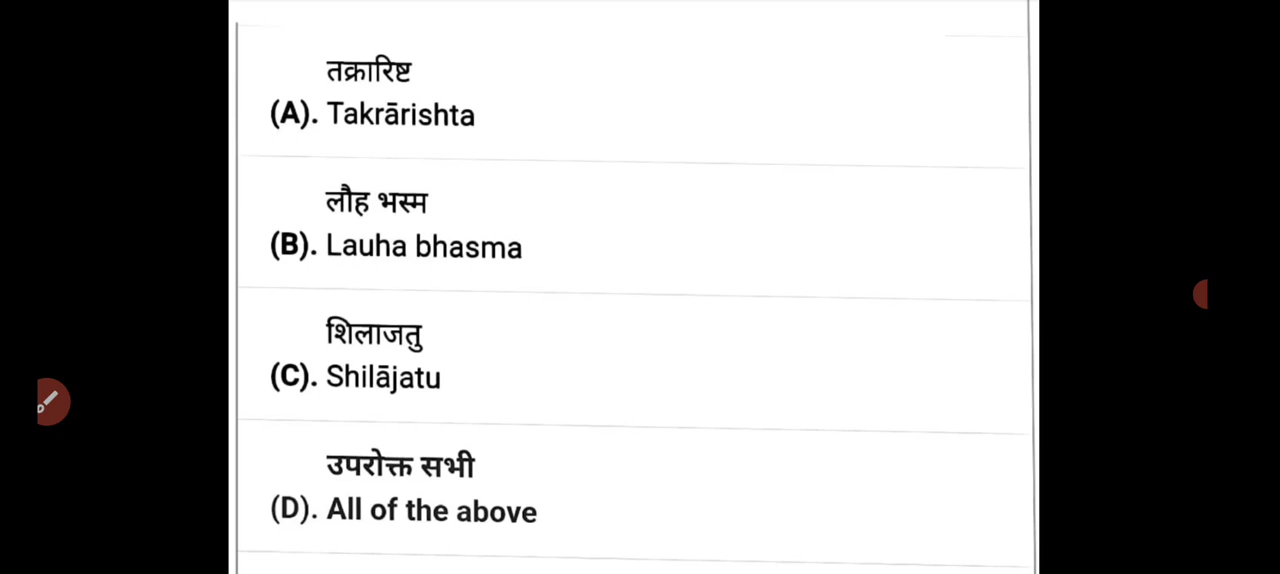 तक्रारिष्ट
(A). Takrārishta
लौह भस्म
(B). Lauha bhasma
शिलाजतु
(C). Shilājatu
उपरोक्त सभी
(D). All of the above